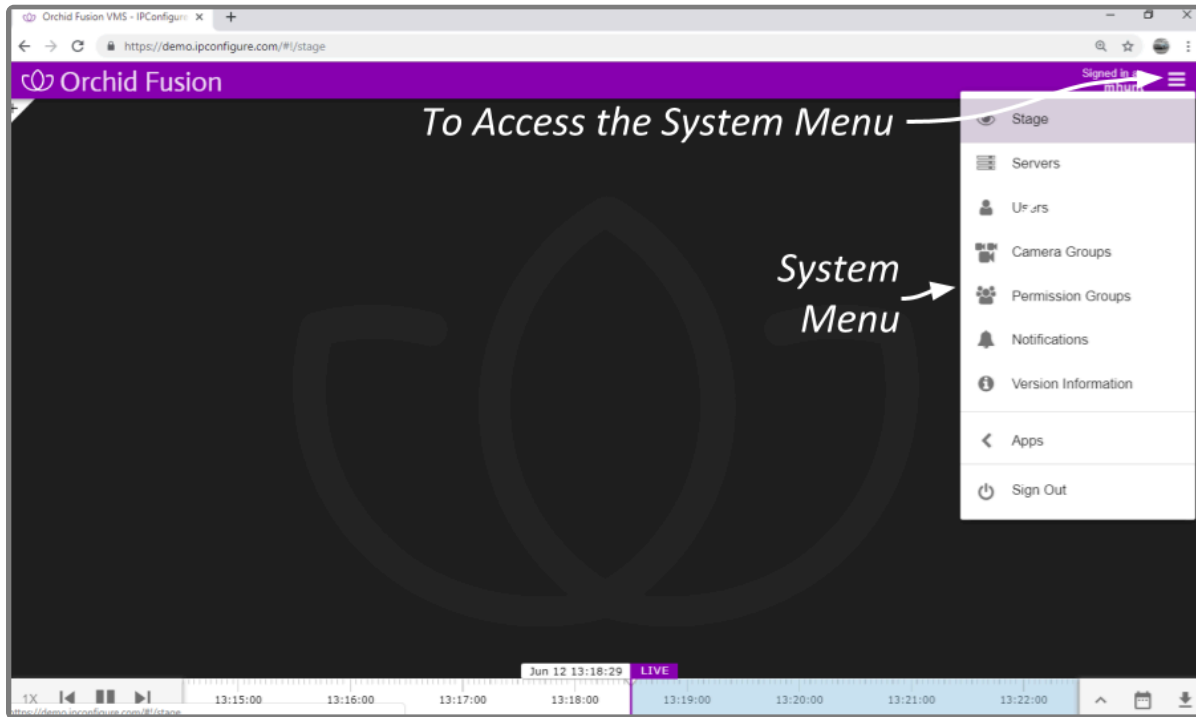 Orchid Fusion VMS - IPConfigure
https://demo.ipconfigure.com/#!/stage
Orchid Fusion
Signed in as
To Access the System Menu
Stage
Servers
Users
Camera Groups
System
Menu
Permission Groups
Notifications
Version Information
Apps
Sign Out
Jun 12 13:18:29 LIVE
1X 13:15:00 13:16:00 13:17:00 13:18:00 13:19:00 13:20:00 13:21:00 13:22:00
https://demo.ipconfigure.com/#!/stage